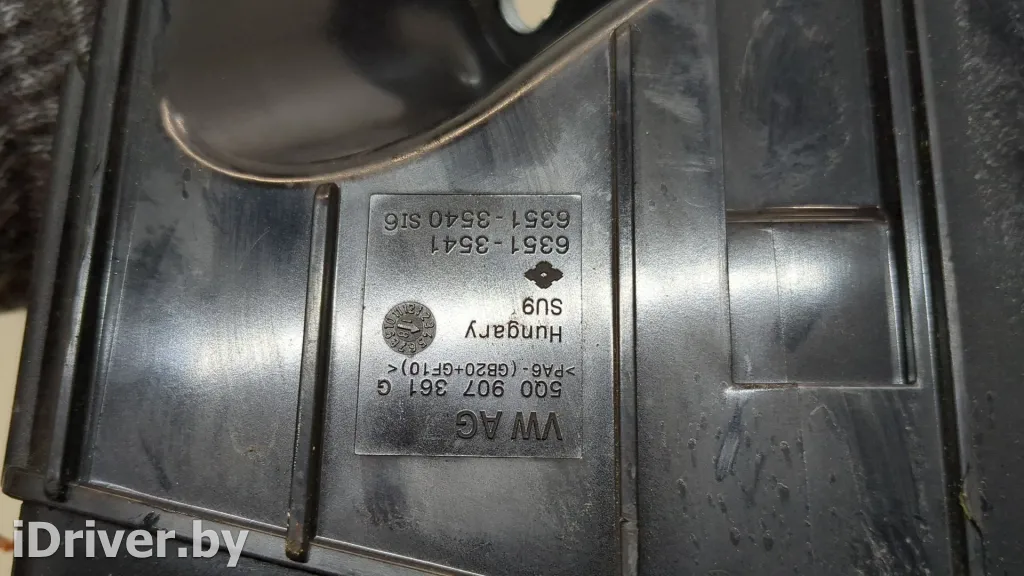 VW AG
5Q0 907 361 G
>PA6-(GB20+GF10)<
Hungary
SU9
6351-3541
6351-3540 SI6
iDriver.by